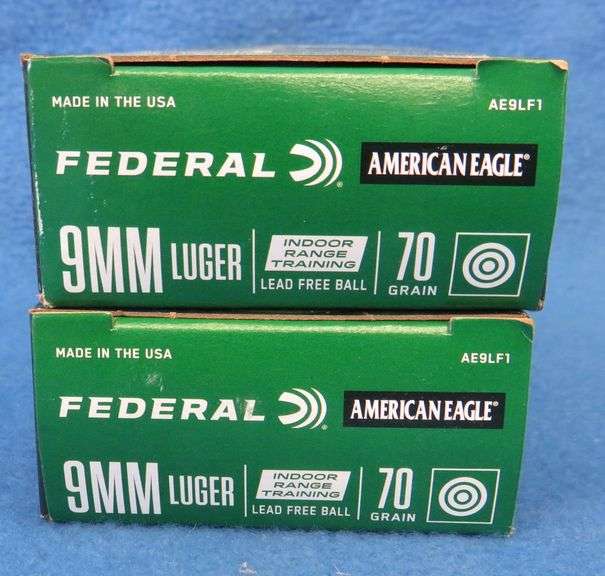 MADE IN THE USA AE9LF1
FEDERAL ® AMERICAN EAGLE®
9MM LUGER INDOOR RANGE TRAINING LEAD FREE BALL 70 GRAIN
MADE IN THE USA AE9LF1
FEDERAL ® AMERICAN EAGLE®
9MM LUGER INDOOR RANGE TRAINING LEAD FREE BALL 70 GRAIN